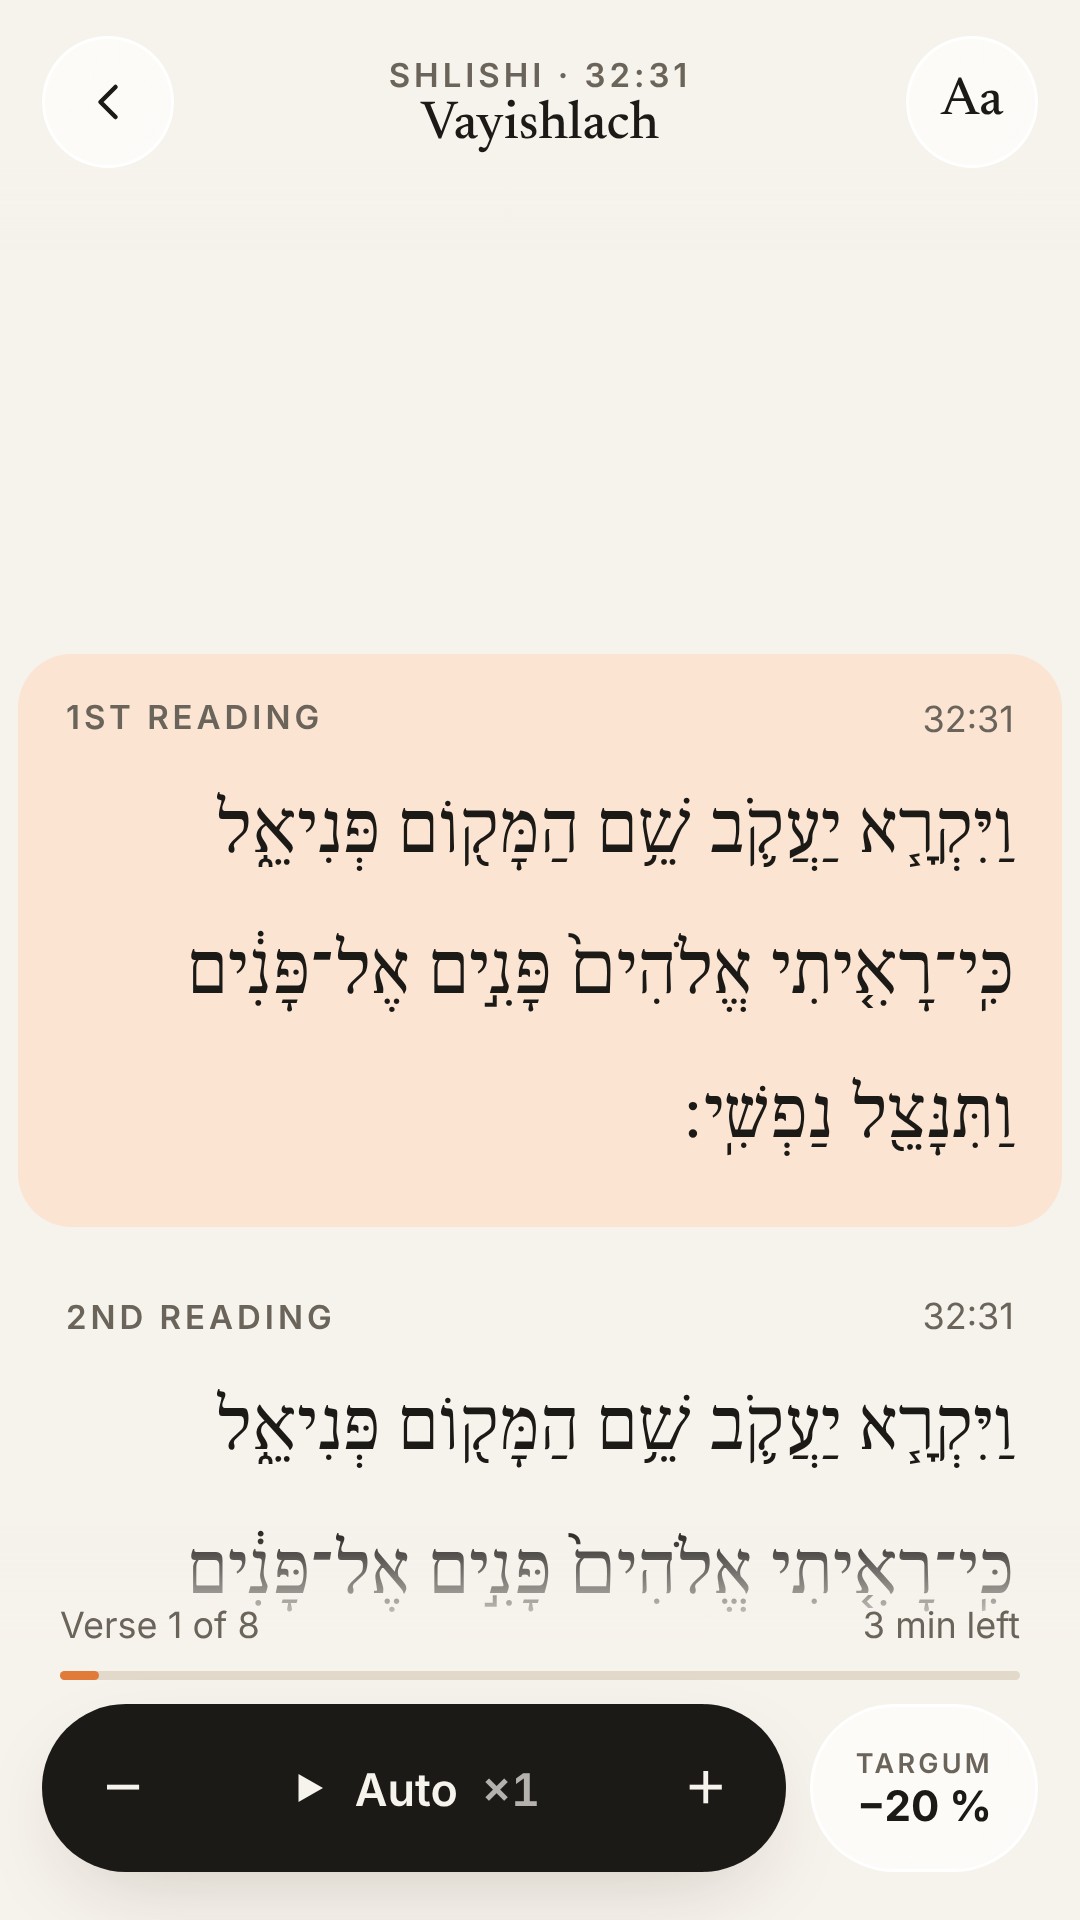 SHLISHI · 32:31
Vayishlach
Aa
1ST READING
32:31
וַיִּקְרָ֧א יַעֲקֹ֛ב שֵׁ֥ם הַמָּק֖וֹם פְּנִיאֵ֑ל
כִּֽי־רָאִ֤יתִי אֱלֹהִים֙ פָּנִ֣ים אֶל־פָּנִ֔ים
וַתִּנָּצֵ֖ל נַפְשִֽׁי׃
2ND READING
32:31
וַיִּקְרָ֧א יַעֲקֹ֛ב שֵׁ֥ם הַמָּק֖וֹם פְּנִיאֵ֑ל
כִּֽי־רָאִ֤יתִי אֱלֹהִים֙ פָּנִ֣ים אֶל־פָּנִ֔ים
Verse 1 of 8
3 min left
Auto ×1
TARGUM
−20 %